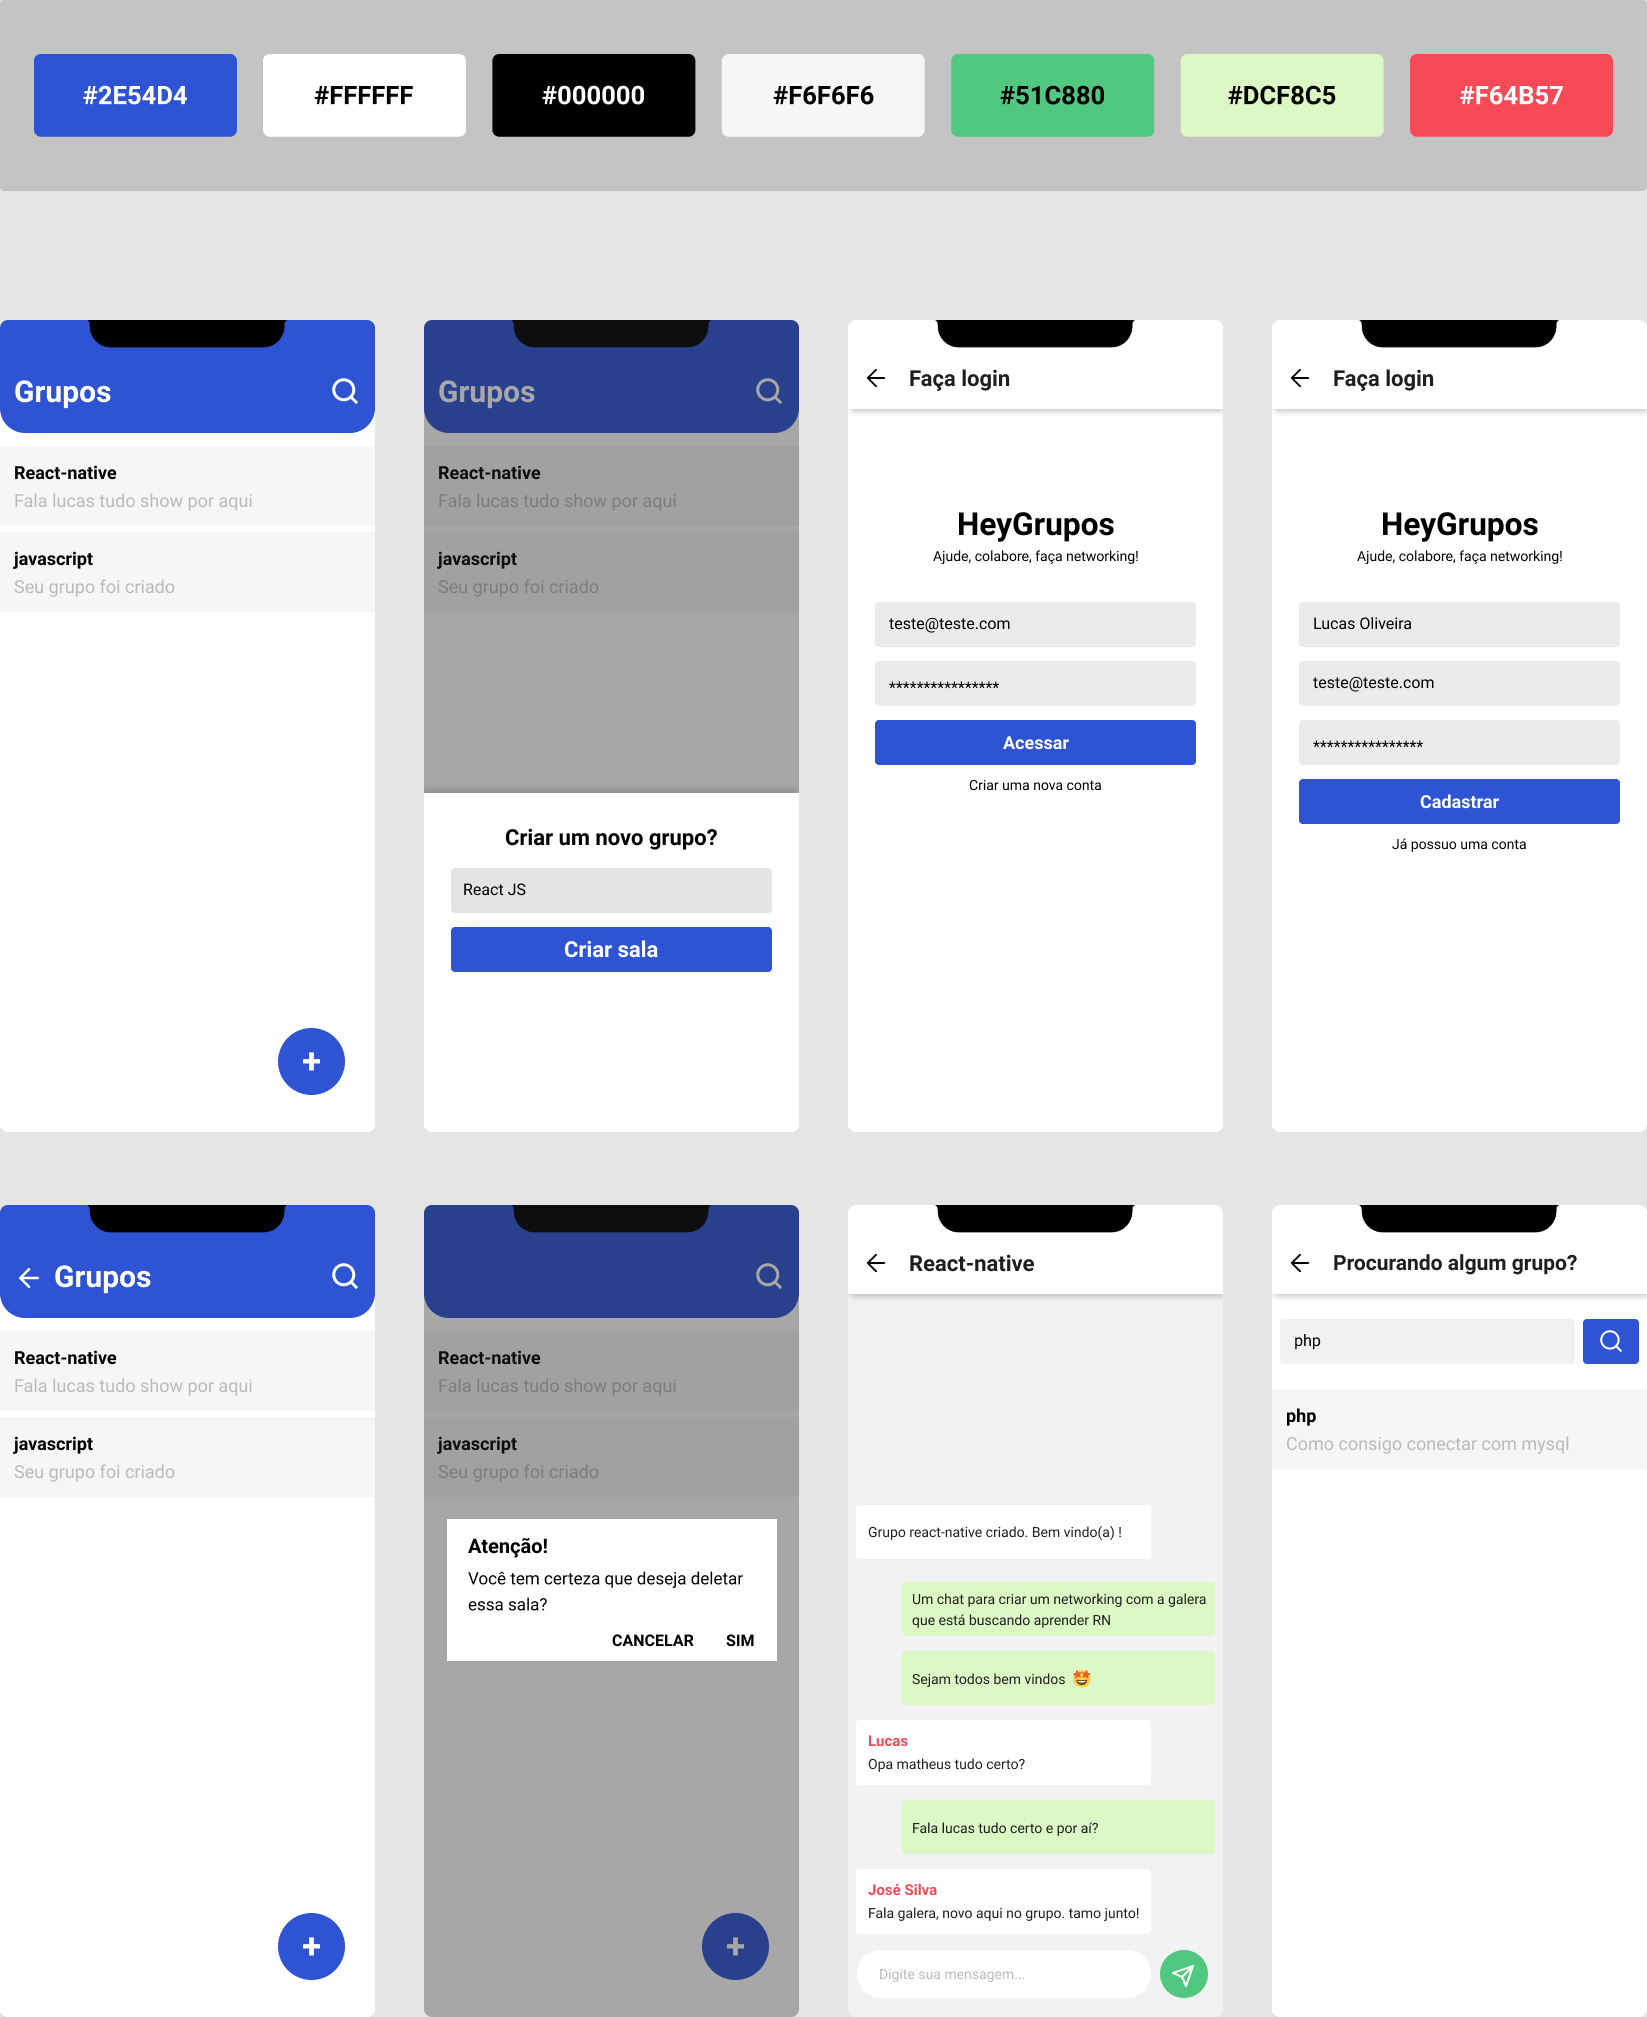 #2E54D4
#FFFFFF
#000000
#F6F6F6
#51C880
#DCF8C5
#F64B57
Grupos
React-native
Fala lucas tudo show por aqui
javascript
Seu grupo foi criado
+
Grupos
React-native
Fala lucas tudo show por aqui
javascript
Seu grupo foi criado
Criar um novo grupo?
React JS
Criar sala
Faça login
HeyGrupos
Ajude, colabore, faça networking!
teste@teste.com
****************
Acessar
Criar uma nova conta
Faça login
HeyGrupos
Ajude, colabore, faça networking!
Lucas Oliveira
teste@teste.com
****************
Cadastrar
Já possuo uma conta
Grupos
React-native
Fala lucas tudo show por aqui
javascript
Seu grupo foi criado
+
React-native
Fala lucas tudo show por aqui
javascript
Seu grupo foi criado
Atenção!
Você tem certeza que deseja deletar
essa sala?
CANCELAR SIM
+
React-native
Grupo react-native criado. Bem vindo(a) !
Um chat para criar um networking com a galera
que está buscando aprender RN
Sejam todos bem vindos 🤩
Lucas
Opa matheus tudo certo?
Fala lucas tudo certo e por aí?
José Silva
Fala galera, novo aqui no grupo. tamo junto!
Digite sua mensagem...
Procurando algum grupo?
php
php
Como consigo conectar com mysql